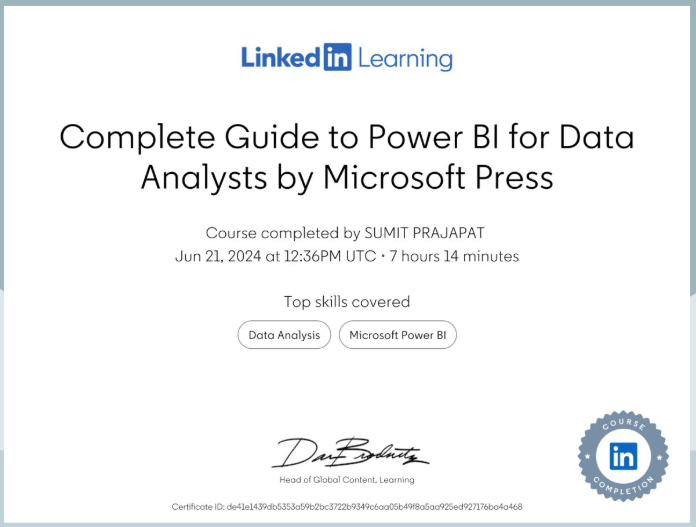 Linkedin Learning
Complete Guide to Power BI for Data
Analysts by Microsoft Press
Course completed by SUMIT PRAJAPAT
Jun 21, 2024 at 12:36PM UTC • 7 hours 14 minutes
Top skills covered
Data Analysis
Microsoft Power BI
Head of Global Content, Learning
COURSE
in
COMPLETION
Certificate ID: de41e1439db5353a59b2bc3722b9349c6aa05b49f8a5aa925ed927176ba4a468